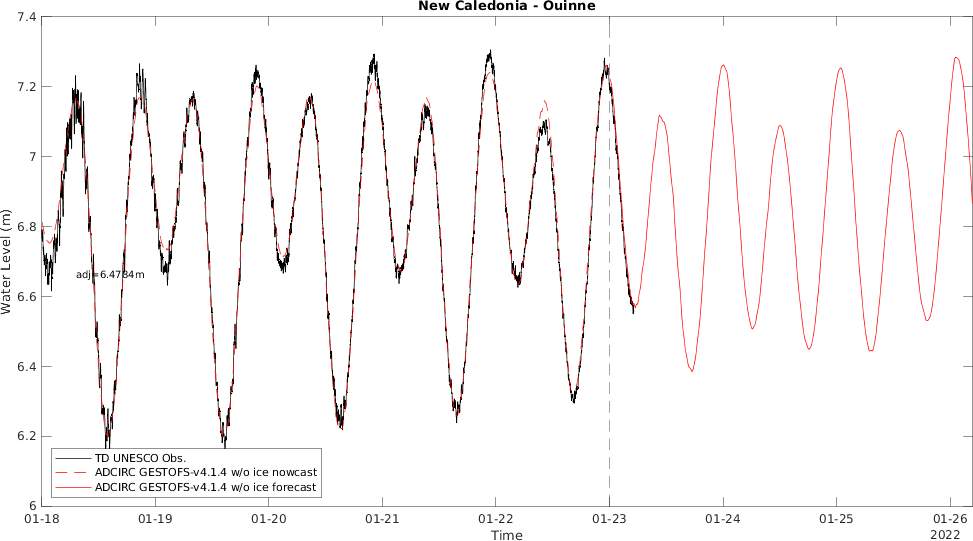 New Caledonia - Ouinne
7.4
7.2
7
6.8
6.6
6.4
6.2
6
Water Level (m)
adj=6.4784m
TD UNESCO Obs.
ADCIRC GESTOFS-v4.1.4 w/o ice nowcast
ADCIRC GESTOFS-v4.1.4 w/o ice forecast
01-18 01-19 01-20 01-21 01-22 01-23 01-24 01-25 01-26
Time
2022